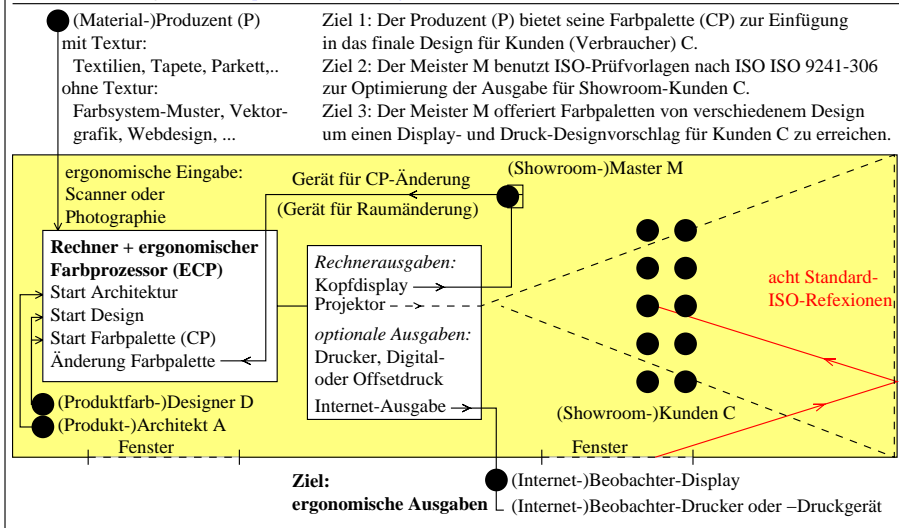 (Material-)Produzent (P)
mit Textur:
Textilien, Tapete, Parkett,..
ohne Textur:
Farbsystem-Muster, Vektor-
grafik, Webdesign, ...
Ziel 1: Der Produzent (P) bietet seine Farbpalette (CP) zur Einfügung
in das finale Design für Kunden (Verbraucher) C.
Ziel 2: Der Meister M benutzt ISO-Prüfvorlagen nach ISO ISO 9241-306
zur Optimierung der Ausgabe für Showroom-Kunden C.
Ziel 3: Der Meister M offeriert Farbpaletten von verschiedenem Design
um einen Display- und Druck-Designvorschlag für Kunden C zu erreichen.
ergonomische Eingabe:
Scanner oder
Photographie
Gerät für CP-Änderung
(Gerät für Raumänderung)
(Showroom-)Master M
Rechner + ergonomischer
Farbprozessor (ECP)
Start Architektur
Start Design
Start Farbpalette (CP)
Änderung Farbpalette
Rechnerausgaben:
Kopfdisplay
Projektor
optionale Ausgaben:
Drucker, Digital-
oder Offsetdruck
Internet-Ausgabe
acht Standard-
ISO-Refexionen
(Showroom-)Kunden C
(Produktfarb-)Designer D
(Produkt-)Architekt A
Fenster
Fenster
Ziel:
ergonomische Ausgaben
(Internet-)Beobachter-Display
(Internet-)Beobachter-Drucker oder –Druckgerät